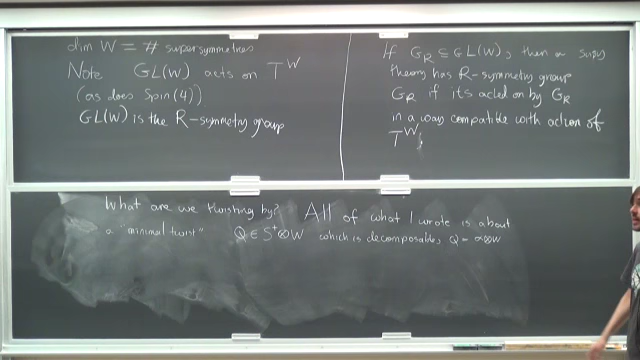 dim W = # supersymmetries
Note GL(W) acts on T^W
(as does Spin(4))
GL(W) is the R-symmetry group
If G_R ⊆ GL(W), then a susy
theory has R-symmetry group
G_R if its acted on by G_R
in a way compatible with action of
T^W
What are we twisting by? All of what I wrote is about
a "minimal twist" Q ∈ S⁺⊗W which is decomposable, Q = α⊗w